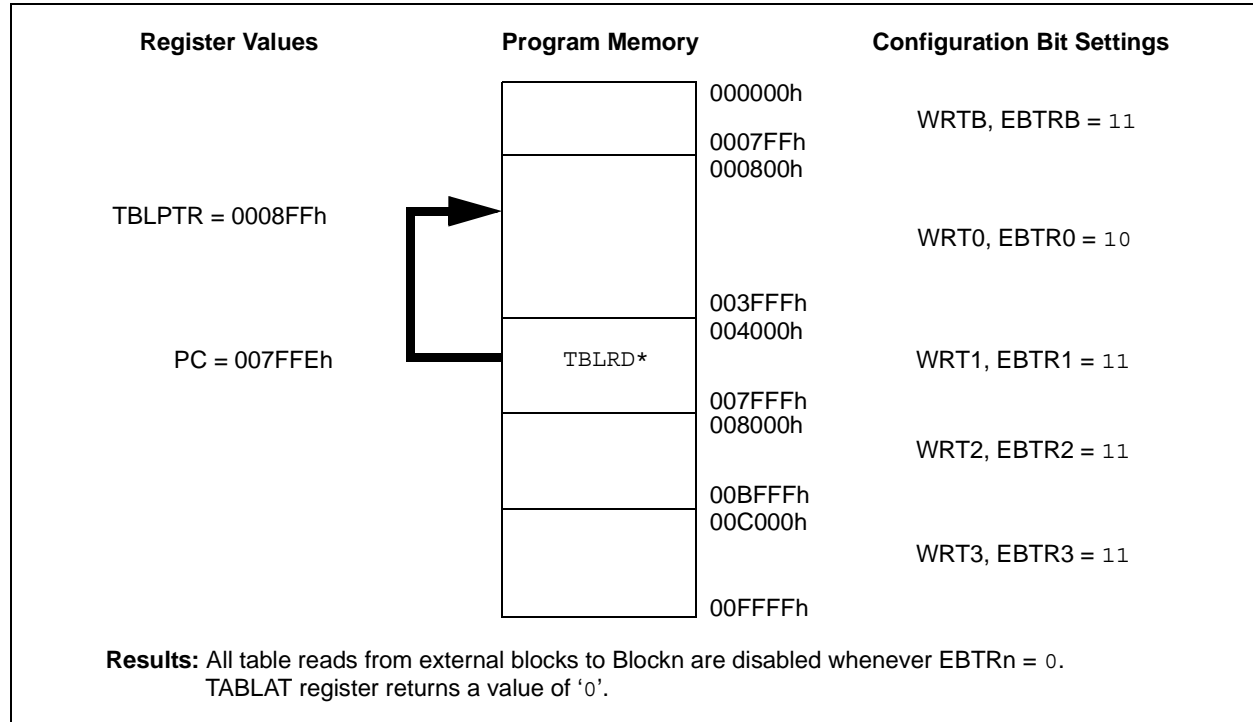 Register Values Program Memory Configuration Bit Settings
000000h
WRTB, EBTRB = 11
0007FFh
000800h
TBLPTR = 0008FFh
WRT0, EBTR0 = 10
003FFFh
004000h
PC = 007FFEh TBLRD* WRT1, EBTR1 = 11
007FFFh
008000h
WRT2, EBTR2 = 11
00BFFFh
00C000h
WRT3, EBTR3 = 11
00FFFFh
Results: All table reads from external blocks to Blockn are disabled whenever EBTRn = 0.
TABLAT register returns a value of ‘0’.